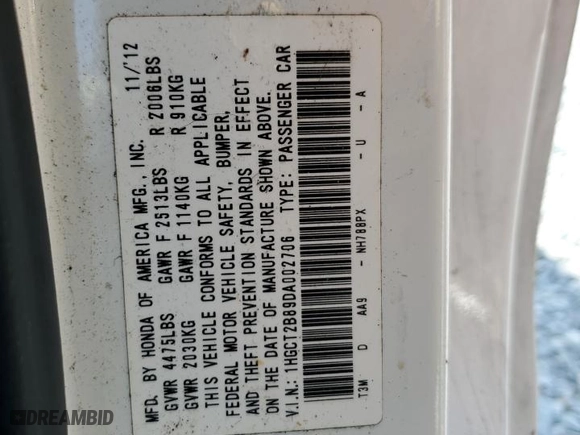 MFD. BY HONDA OF AMERICA MFG., INC. 11/'12
GVWR 4475LBS GAWR F 2513LBS R 2006LBS
GVWR 2030KG GAWR F 1140KG R 910KG
THIS VEHICLE CONFORMS TO ALL APPLICABLE
FEDERAL MOTOR VEHICLE SAFETY, BUMPER,
AND THEFT PREVENTION STANDARDS IN EFFECT
ON THE DATE OF MANUFACTURE SHOWN ABOVE.
V.I.N.: 1HGCT2B89DA002706 TYPE: PASSENGER CAR
T3M D AA9 - NH788PX - U - A
DREAMBID